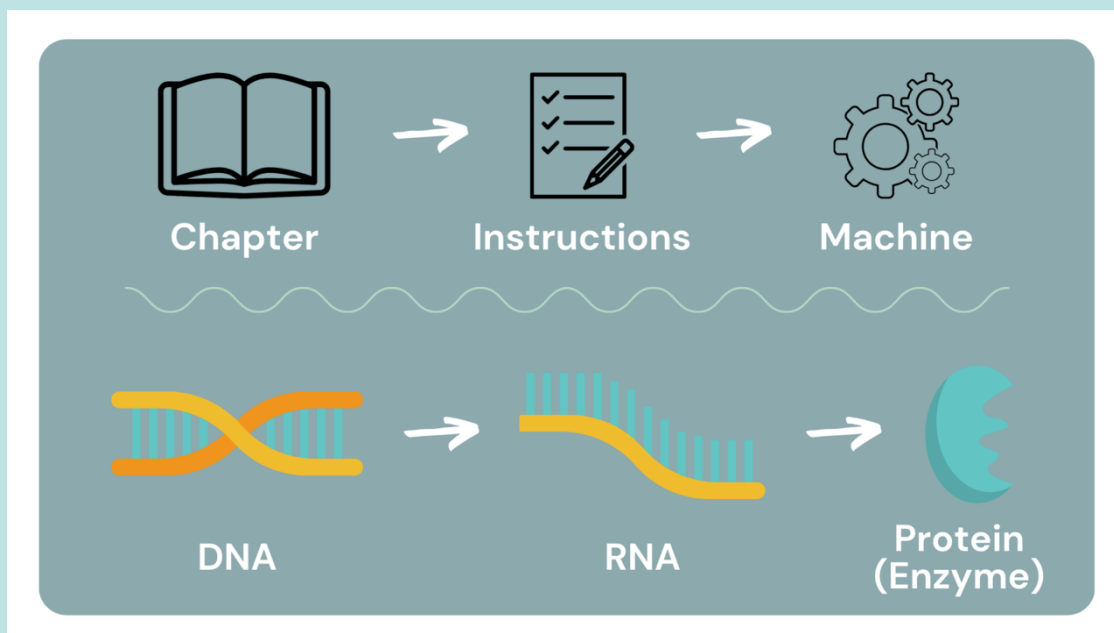 Chapter
Instructions
Machine
DNA
RNA
Protein
(Enzyme)